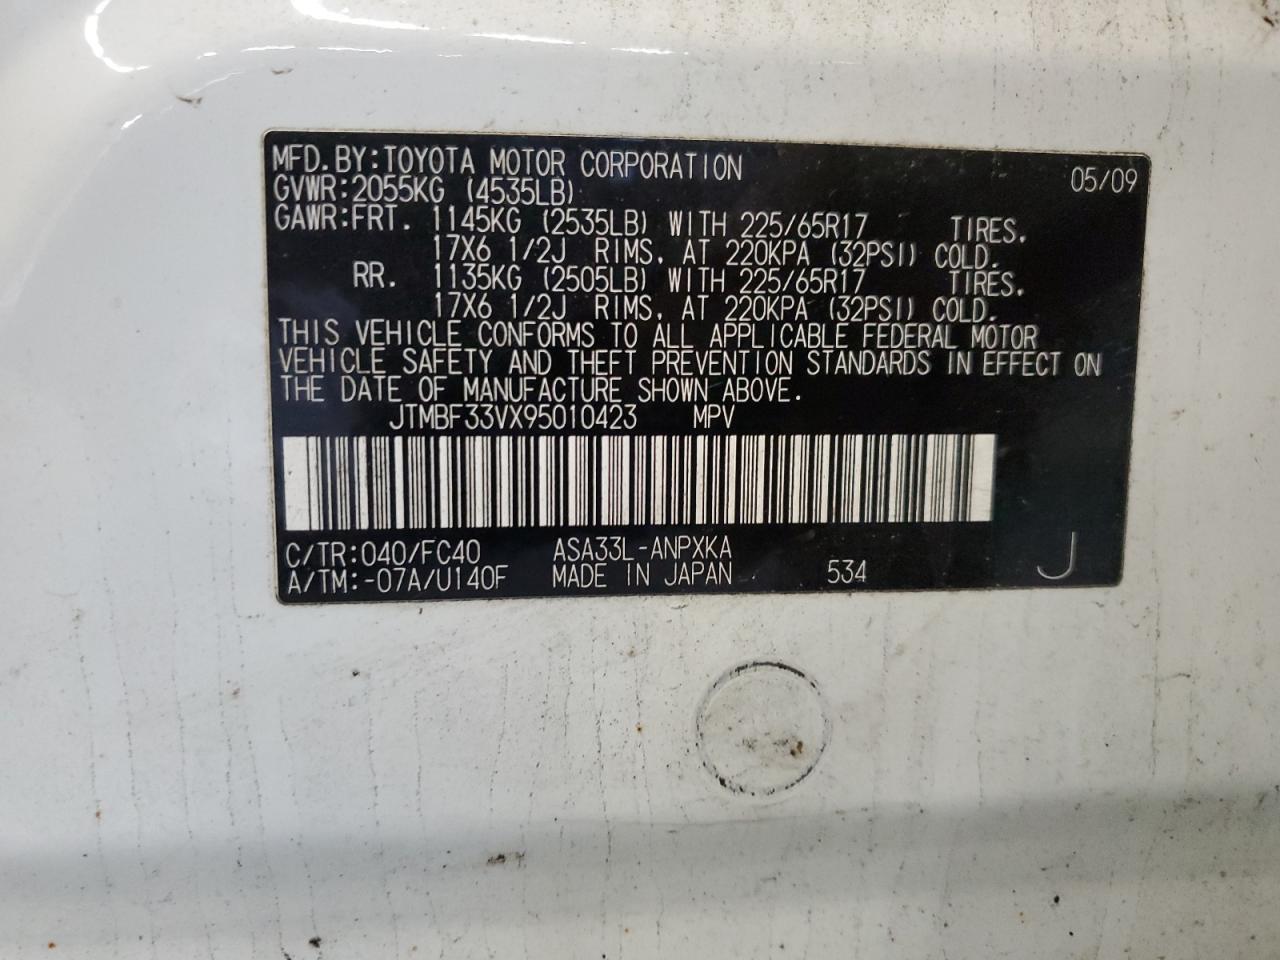 MFD.BY:TOYOTA MOTOR CORPORATION 05/09
GVWR:2055KG (4535LB)
GAWR:FRT. 1145KG (2535LB) WITH 225/65R17 TIRES.
17X6 1/2J RIMS, AT 220KPA (32PSI) COLD.
RR. 1135KG (2505LB) WITH 225/65R17 TIRES.
17X6 1/2J RIMS, AT 220KPA (32PSI) COLD.
THIS VEHICLE CONFORMS TO ALL APPLICABLE FEDERAL MOTOR
VEHICLE SAFETY AND THEFT PREVENTION STANDARDS IN EFFECT ON
THE DATE OF MANUFACTURE SHOWN ABOVE.
JTMBF33VX95010423 MPV
C/TR:040/FC40 ASA33L-ANPXKA
A/TM:-07A/U140F MADE IN JAPAN 534 J